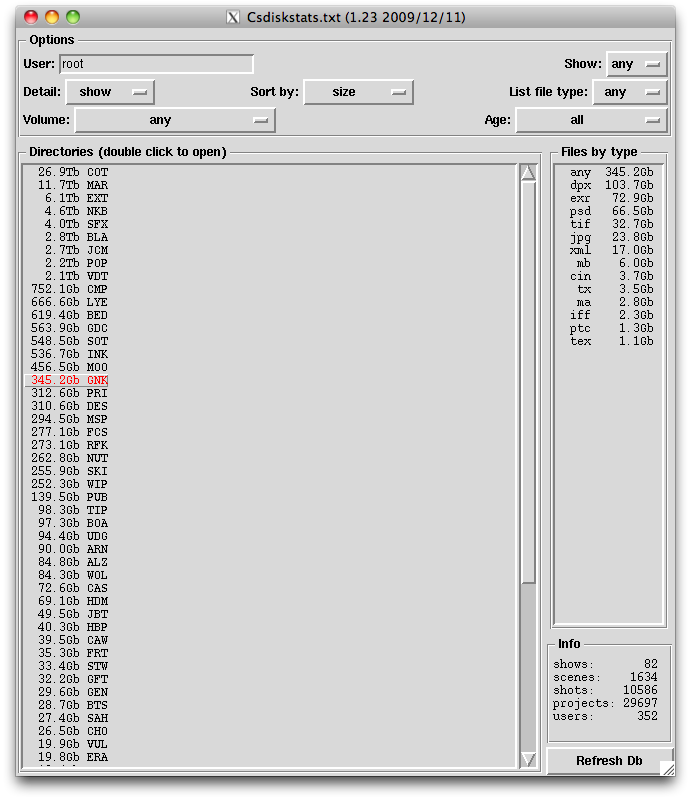 Csdiskstats.txt (1.23 2009/12/11)
Options
User: root Show: any
Detail: show Sort by: size List file type: any
Volume: any Age: all
Directories (double click to open)
26.9Tb COT
11.7Tb MAR
6.1Tb EXT
4.6Tb NKB
4.0Tb SFX
2.8Tb BLA
2.7Tb JCM
2.2Tb POP
2.1Tb VDT
752.1Gb CMP
666.6Gb LYE
619.4Gb BED
563.9Gb GDC
548.5Gb SOT
536.7Gb INK
456.5Gb MOO
345.2Gb GNK
312.6Gb PRI
310.6Gb DES
294.5Gb MSP
277.1Gb FCS
273.1Gb RFK
262.8Gb NUT
255.9Gb SKI
252.3Gb WIP
139.5Gb PUB
98.3Gb TIP
97.3Gb BOA
94.4Gb UDG
90.0Gb ARN
84.8Gb ALZ
84.3Gb WOL
72.6Gb CAS
69.1Gb HDM
49.5Gb JBT
40.3Gb HBP
39.5Gb CAW
35.3Gb FRT
33.4Gb STW
32.2Gb GFT
29.6Gb GEN
28.7Gb BTS
27.4Gb SAH
26.5Gb CHO
19.9Gb VUL
19.8Gb ERA
Files by type
any 345.2Gb
dpx 103.7Gb
exr 72.9Gb
psd 66.5Gb
tif 32.7Gb
jpg 23.8Gb
xml 17.0Gb
mb 6.0Gb
cin 3.7Gb
tx 3.5Gb
ma 2.8Gb
iff 2.3Gb
ptc 1.3Gb
tex 1.1Gb
Info
shows: 82
scenes: 1634
shots: 10586
projects: 29697
users: 352
Refresh Db